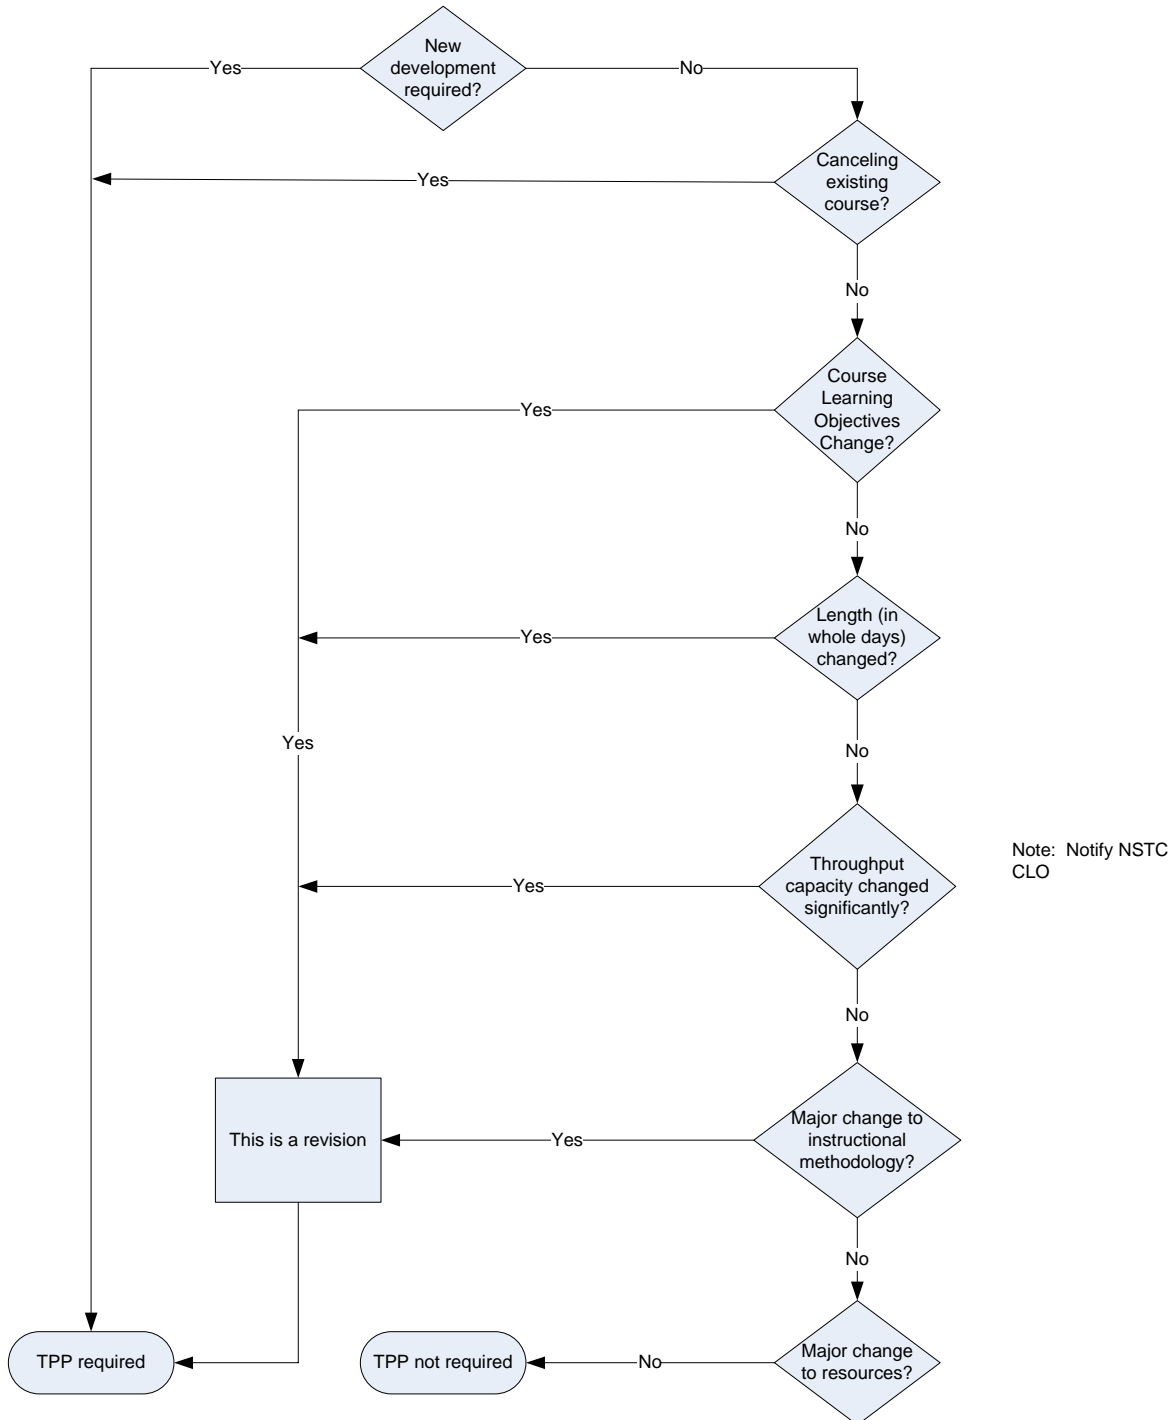 New
development
required?
Yes
No
Canceling
existing
course?
Yes
No
Course
Learning
Objectives
Change?
Yes
No
Length (in
whole days)
changed?
Yes
No
Yes
Throughput
capacity changed
significantly?
Note:  Notify NSTC
CLO
Yes
No
Major change to
instructional
methodology?
This is a revision
Yes
No
TPP required
TPP not required
No
Major change
to resources?